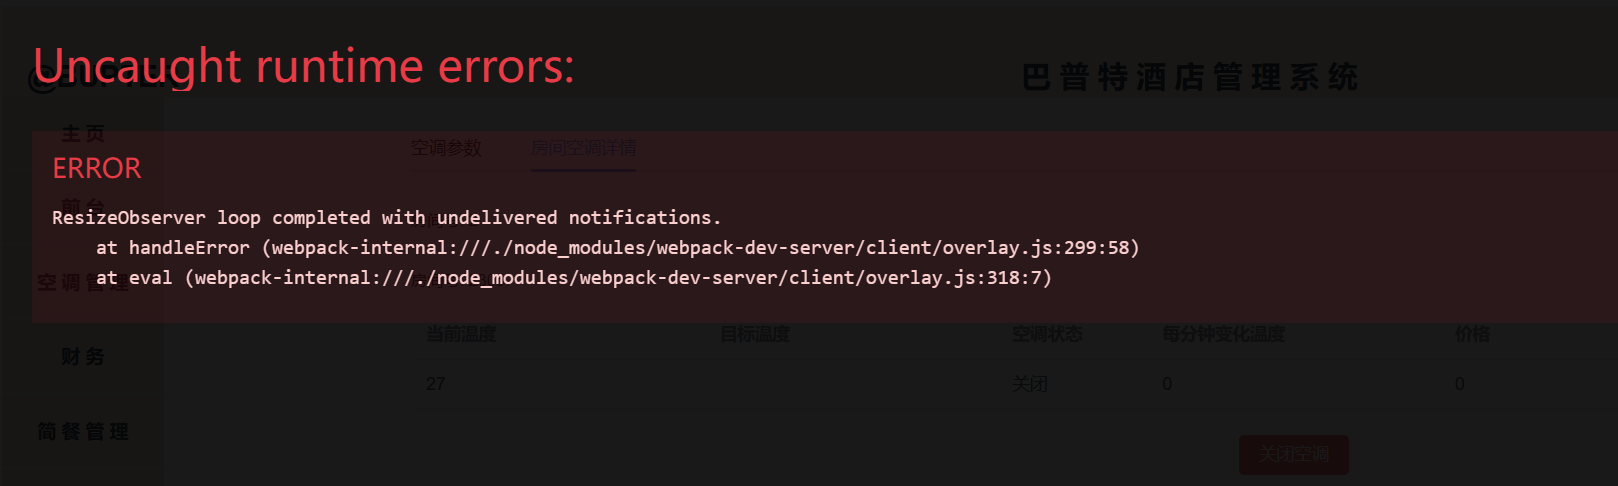 Uncaught runtime errors:
巴普特酒店管理系统
主页
空调参数 房间空调详情
ERROR
前台
ResizeObserver loop completed with undelivered notifications.
at handleError (webpack-internal:///./node_modules/webpack-dev-server/client/overlay.js:299:58)
空调管理
at eval (webpack-internal:///./node_modules/webpack-dev-server/client/overlay.js:318:7)
当前温度 目标温度 空调状态 每分钟变化温度 价格
财务
27 关闭 0 0
简餐管理
关闭空调